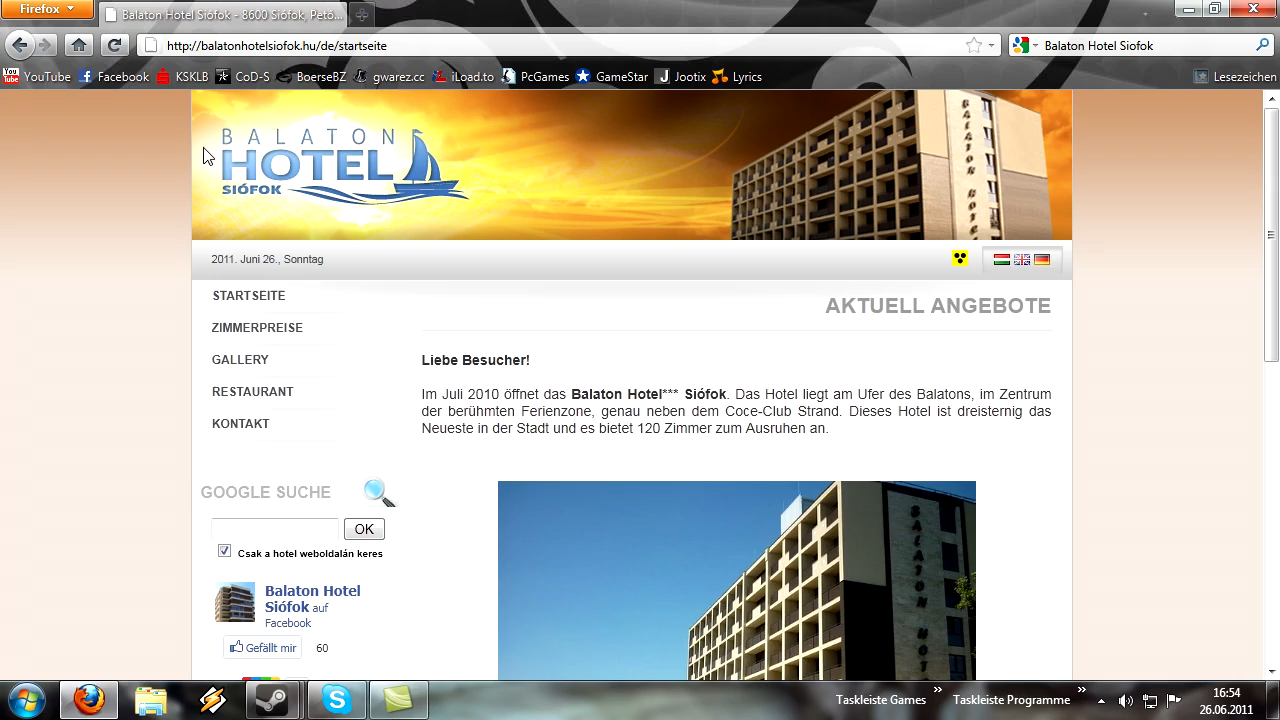 Firefox
Balaton Hotel Siófok - 8600 Siófok, Pető...
http://balatonhotelsiofok.hu/de/startseite
Balaton Hotel Siofok
YouTube
Facebook
KSKLB
CoD-S
BoerseBZ
gwarez.cc
iLoad.to
PcGames
GameStar
Jootix
Lyrics
Lesezeichen
BALATON
HOTEL
SIÓFOK
BALATON HOTEL
2011. Juni 26., Sonntag
STARTSEITE
ZIMMERPREISE
GALLERY
RESTAURANT
KONTAKT
AKTUELL ANGEBOTE
Liebe Besucher!
Im Juli 2010 öffnet das Balaton Hotel*** Siófok. Das Hotel liegt am Ufer des Balatons, im Zentrum
der berühmten Ferienzone, genau neben dem Coce-Club Strand. Dieses Hotel ist dreisternig das
Neueste in der Stadt und es bietet 120 Zimmer zum Ausruhen an.
GOOGLE SUCHE
OK
Csak a hotel weboldalán keres
Balaton Hotel
Siófok auf
Facebook
Gefällt mir
60
BALATON HOT
Taskleiste Games
Taskleiste Programme
16:54
26.06.2011